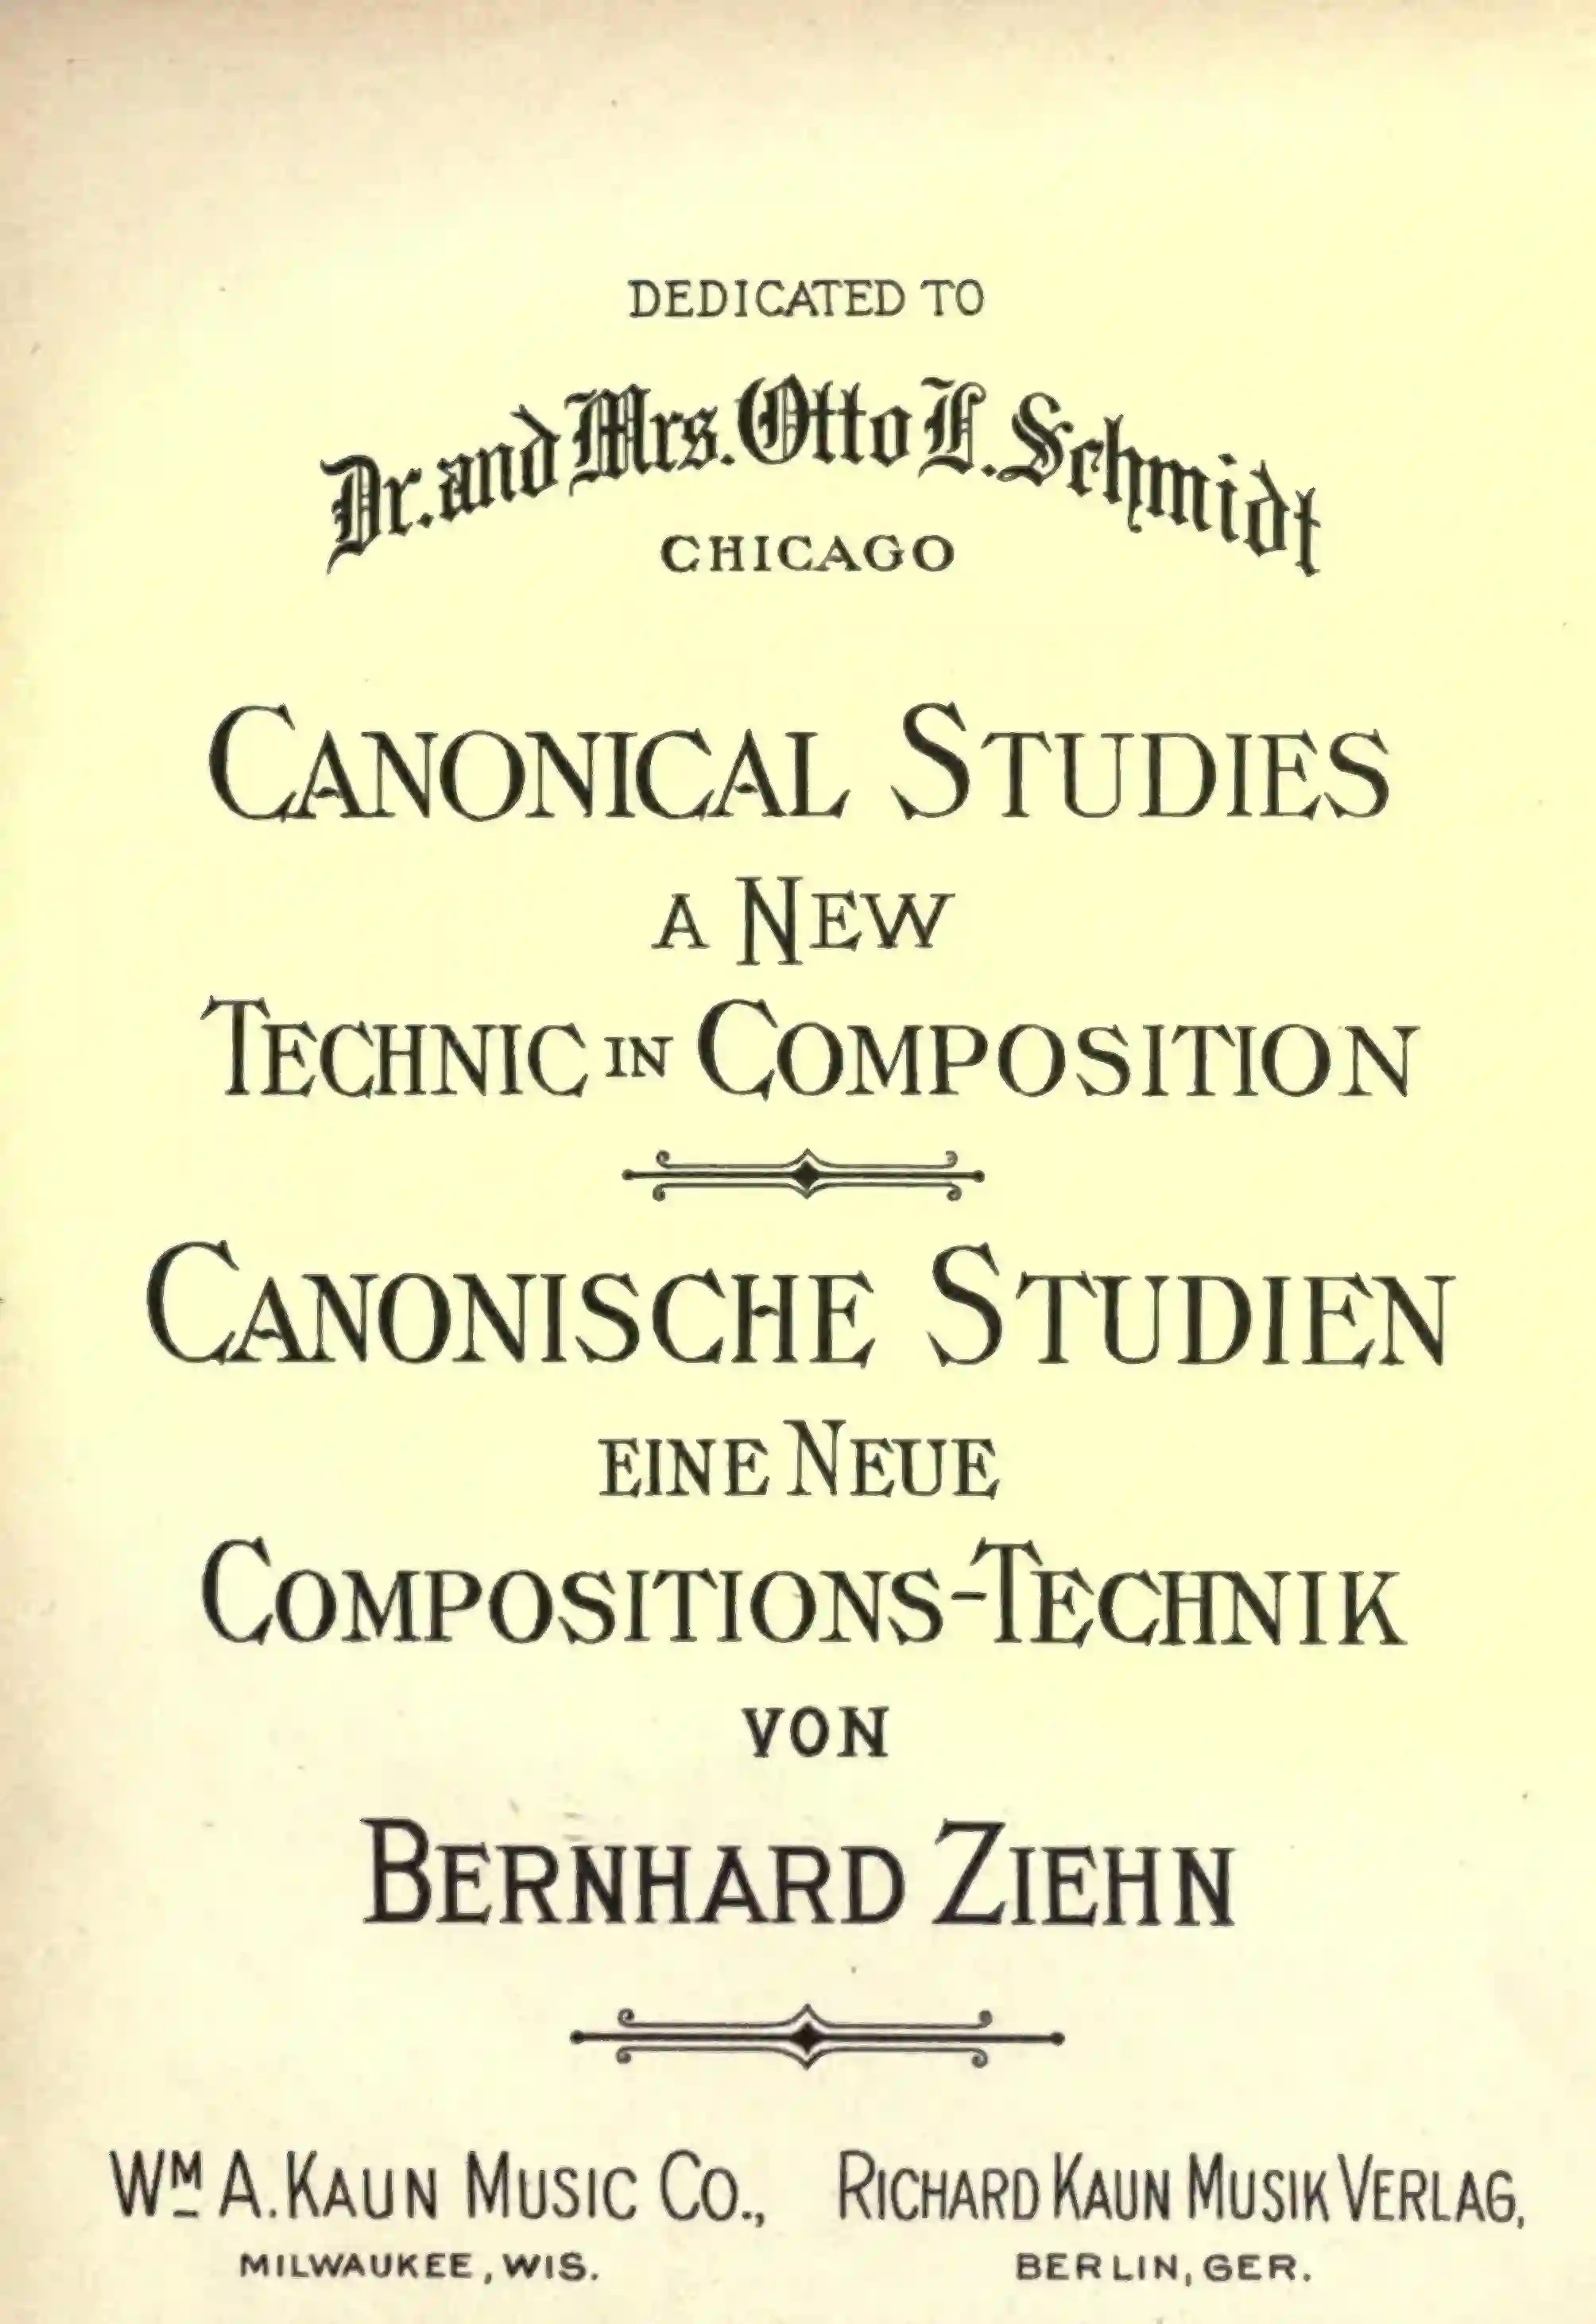 DEDICATED TO
Dr. and Mrs. Otto L. Schmidt
CHICAGO
CANONICAL STUDIES
A NEW
TECHNIC IN COMPOSITION
CANONISCHE STUDIEN
EINE NEUE
COMPOSITIONS-TECHNIK
VON
BERNHARD ZIEHN
WM A. KAUN MUSIC CO., RICHARD KAUN MUSIK VERLAG,
MILWAUKEE, WIS. BERLIN, GER.